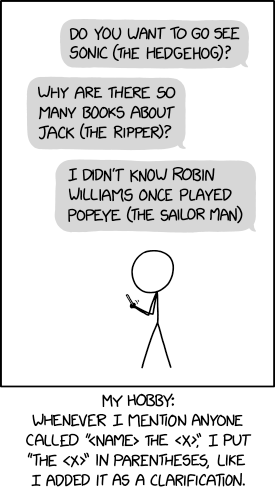 DO YOU WANT TO GO SEE
SONIC (THE HEDGEHOG)?
WHY ARE THERE SO
MANY BOOKS ABOUT
JACK (THE RIPPER)?
I DIDN'T KNOW ROBIN
WILLIAMS ONCE PLAYED
POPEYE (THE SAILOR MAN)
MY HOBBY:
WHENEVER I MENTION ANYONE
CALLED "<NAME> THE <X>," I PUT
"THE <X>" IN PARENTHESES, LIKE
I ADDED IT AS A CLARIFICATION.